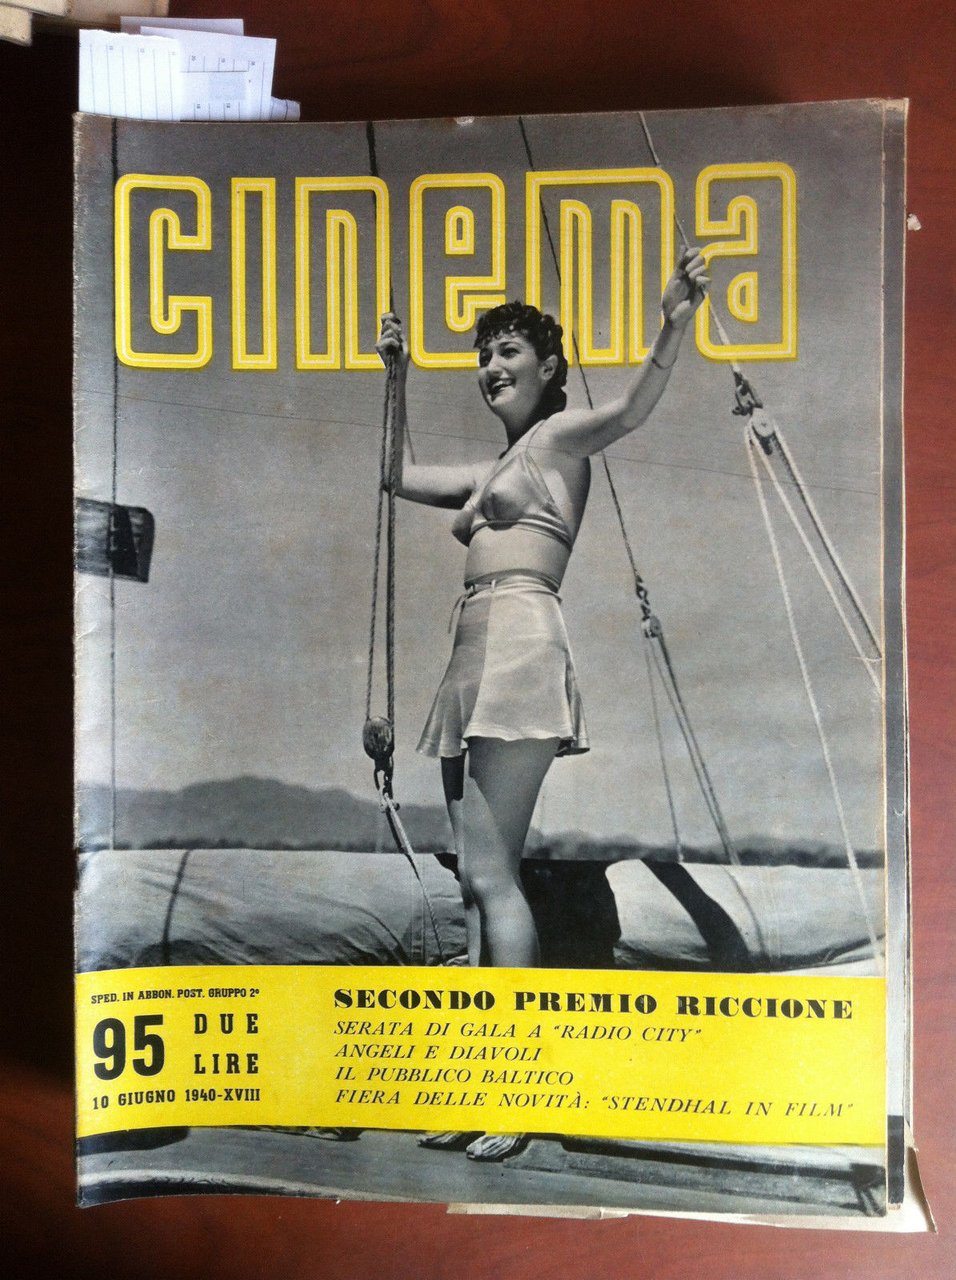 cinema
SPED. IN ABBON. POST. GRUPPO 2º
95 DUE LIRE
10 GIUGNO 1940-XVIII
SECONDO PREMIO RICCIONE
SERATA DI GALA A "RADIO CITY"
ANGELI E DIAVOLI
IL PUBBLICO BALTICO
FIERA DELLE NOVITÀ: "STENDHAL IN FILM"